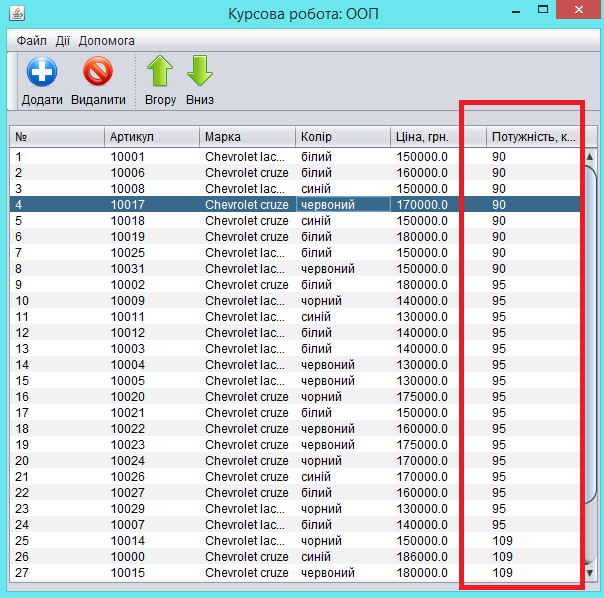 Курсова робота: ООП
Файл Дії Допомога
Додати Видалити Вгору Вниз
№ Артикул Марка Колір Ціна, грн. Потужність, к...
1 10001 Chevrolet lac... білий 150000.0 90
2 10006 Chevrolet cruze білий 160000.0 90
3 10008 Chevrolet lac... синій 150000.0 90
4 10017 Chevrolet cruze червоний 170000.0 90
5 10018 Chevrolet cruze синій 150000.0 90
6 10019 Chevrolet cruze білий 180000.0 90
7 10025 Chevrolet lac... білий 150000.0 90
8 10031 Chevrolet lac... червоний 150000.0 90
9 10002 Chevrolet cruze білий 180000.0 95
10 10009 Chevrolet lac... чорний 140000.0 95
11 10011 Chevrolet lac... синій 130000.0 95
12 10012 Chevrolet lac... білий 140000.0 95
13 10003 Chevrolet lac... білий 140000.0 95
14 10004 Chevrolet lac... червоний 130000.0 95
15 10005 Chevrolet lac... червоний 130000.0 95
16 10020 Chevrolet cruze чорний 175000.0 95
17 10021 Chevrolet cruze білий 150000.0 95
18 10022 Chevrolet cruze червоний 160000.0 95
19 10023 Chevrolet cruze червоний 175000.0 95
20 10024 Chevrolet cruze чорний 170000.0 95
21 10026 Chevrolet cruze синій 170000.0 95
22 10027 Chevrolet cruze білий 160000.0 95
23 10029 Chevrolet lac... чорний 130000.0 95
24 10007 Chevrolet lac... білий 140000.0 95
25 10014 Chevrolet lac... чорний 150000.0 109
26 10000 Chevrolet cruze синій 186000.0 109
27 10015 Chevrolet cruze червоний 180000.0 109